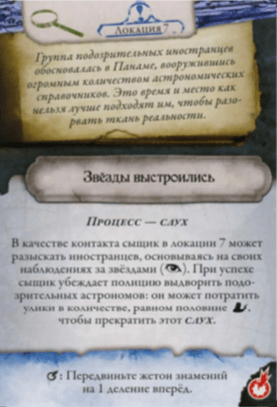 Локация
Группа подозрительных иностранцев
обосновалась в Панаме, вооружившись
огромным количеством астрономических
справочников. Это время и место как
нельзя лучше подходят им, чтобы разо-
рвать ткань реальности.
Звёзды выстроились
Процесс — слух
В качестве контакта сыщик в локации 7 может
разыскать иностранцев, основываясь на своих
наблюдениях за звёздами ( ). При успехе
сыщик убеждает полицию выдворить подо-
зрительных астрономов: он может потратить
улики в количестве, равном половине ,
чтобы прекратить этот слух.
: Передвиньте жетон знамений
на 1 деление вперёд.